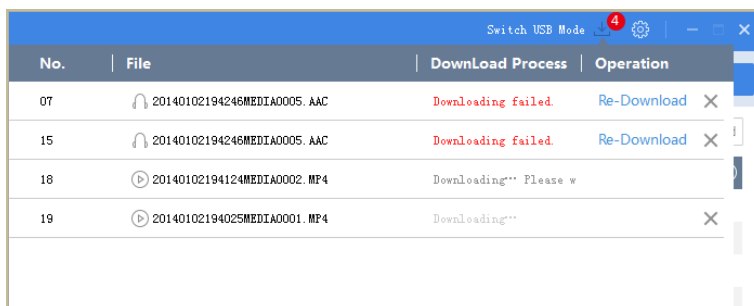 Switch USB Mode 4
No. File DownLoad Process Operation
07 20140102194246MEDIA0005.AAC Downloading failed. Re-Download
15 20140102194246MEDIA0005.AAC Downloading failed. Re-Download
18 20140102194124MEDIA0002.MP4 Downloading… Please w
19 20140102194025MEDIA0001.MP4 Downloading…